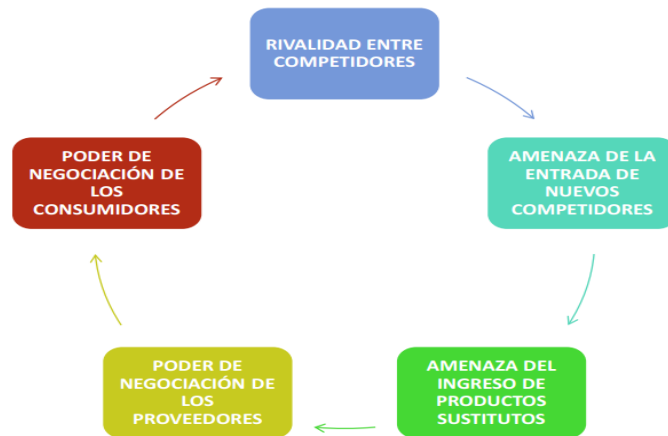 RIVALIDAD ENTRE
COMPETIDORES
AMENAZA DE LA
ENTRADA DE
NUEVOS
COMPETIDORES
AMENAZA DEL
INGRESO DE
PRODUCTOS
SUSTITUTOS
PODER DE
NEGOCIACIÓN DE
LOS
PROVEEDORES
PODER DE
NEGOCIACIÓN DE
LOS
CONSUMIDORES